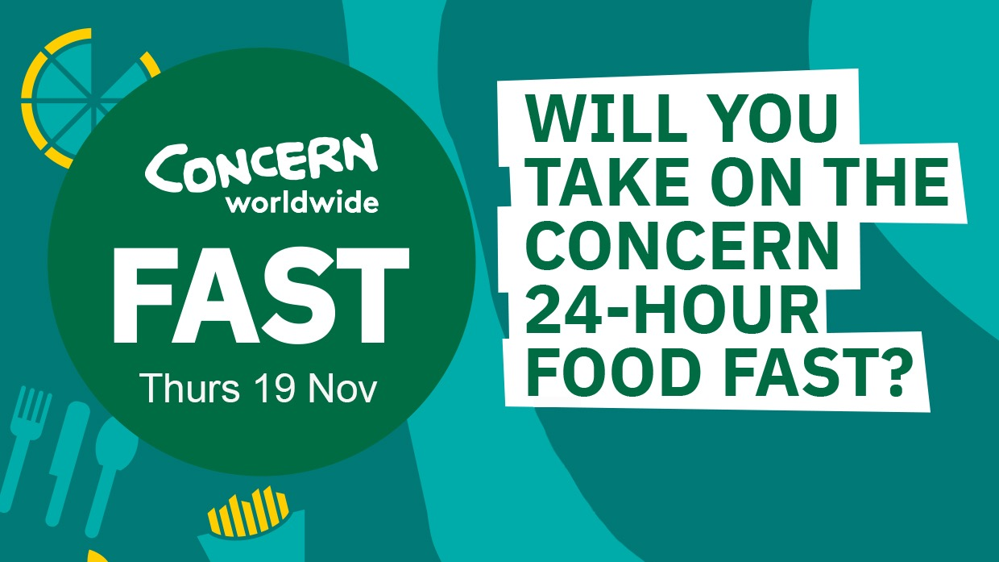 CONCERN
worldwide
FAST
Thurs 19 Nov
WILL YOU
TAKE ON THE
CONCERN
24-HOUR
FOOD FAST?